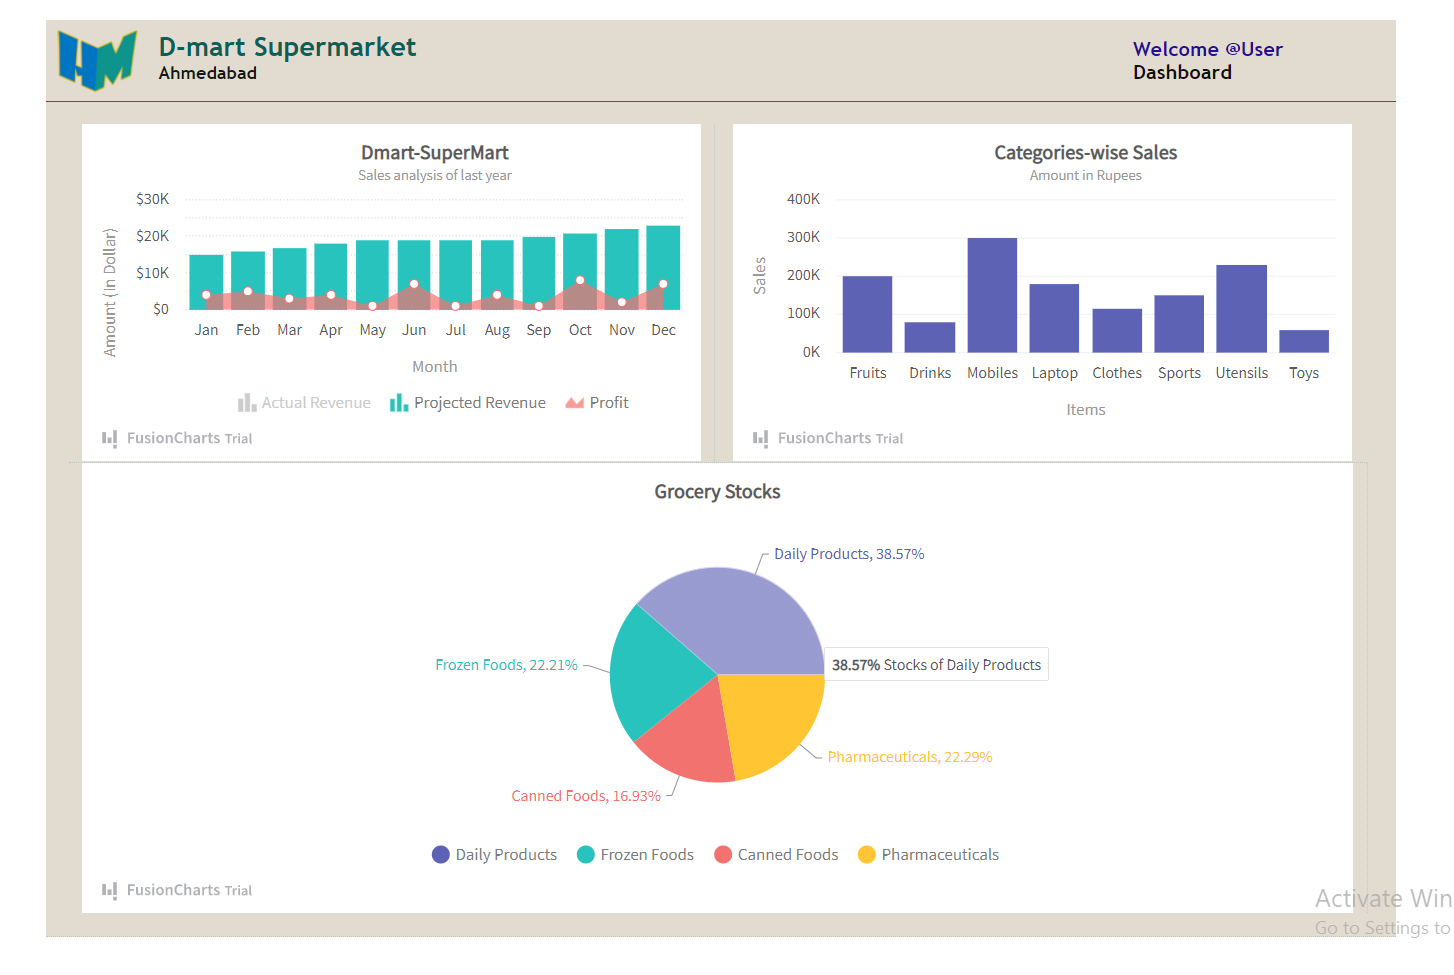 D-mart Supermarket
Ahmedabad
Welcome @User
Dashboard
Dmart-SuperMart
Sales analysis of last year
Amount (In Dollar)
$30K
$20K
$10K
$0
Jan Feb Mar Apr May Jun Jul Aug Sep Oct Nov Dec
Month
Actual Revenue Projected Revenue Profit
FusionCharts Trial
Categories-wise Sales
Amount in Rupees
Sales
400K
300K
200K
100K
0K
Fruits Drinks Mobiles Laptop Clothes Sports Utensils Toys
Items
FusionCharts Trial
Grocery Stocks
Daily Products, 38.57%
Frozen Foods, 22.21%
38.57% Stocks of Daily Products
Pharmaceuticals, 22.29%
Canned Foods, 16.93%
Daily Products Frozen Foods Canned Foods Pharmaceuticals
FusionCharts Trial
Activate Win
Go to Settings to